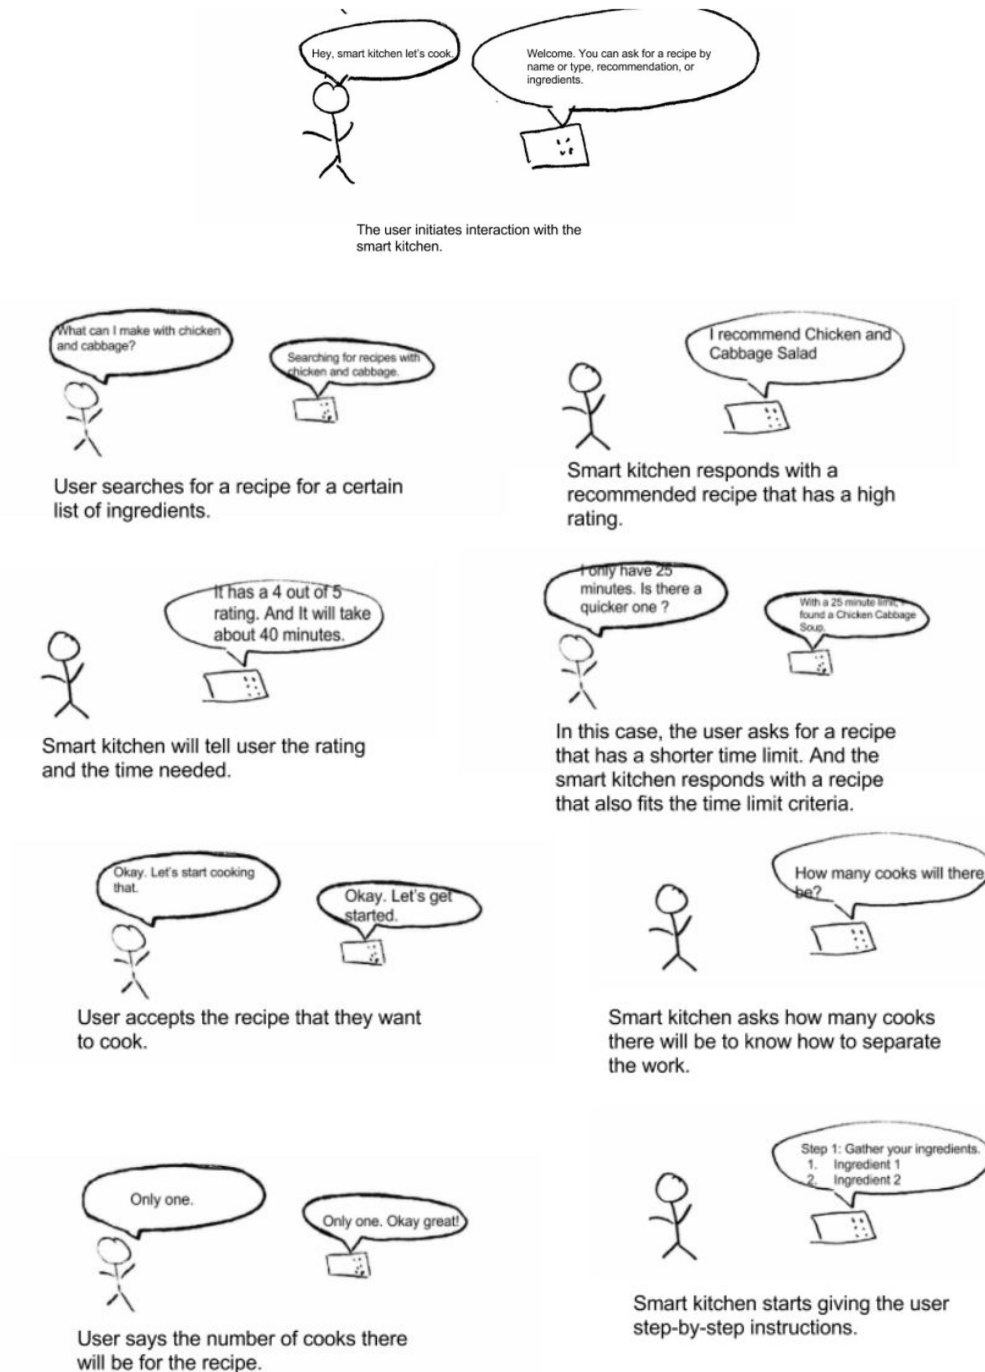 Hey, smart kitchen let's cook.
Welcome. You can ask for a recipe by
name or type, recommendation, or
ingredients.
The user initiates interaction with the
smart kitchen.
What can I make with chicken
and cabbage?
Searching for recipes with
chicken and cabbage.
User searches for a recipe for a certain
list of ingredients.
I recommend Chicken and
Cabbage Salad
Smart kitchen responds with a
recommended recipe that has a high
rating.
It has a 4 out of 5
rating. And It will take
about 40 minutes.
Smart kitchen will tell user the rating
and the time needed.
I only have 25
minutes. Is there a
quicker one ?
With a 25 minute limit, I
found a Chicken Cabbage
Soup.
In this case, the user asks for a recipe
that has a shorter time limit. And the
smart kitchen responds with a recipe
that also fits the time limit criteria.
Okay. Let's start cooking
that.
Okay. Let's get
started.
User accepts the recipe that they want
to cook.
How many cooks will there
be?
Smart kitchen asks how many cooks
there will be to know how to separate
the work.
Only one.
Only one. Okay great!
User says the number of cooks there
will be for the recipe.
Step 1: Gather your ingredients.
1. Ingredient 1
2. Ingredient 2
Smart kitchen starts giving the user
step-by-step instructions.